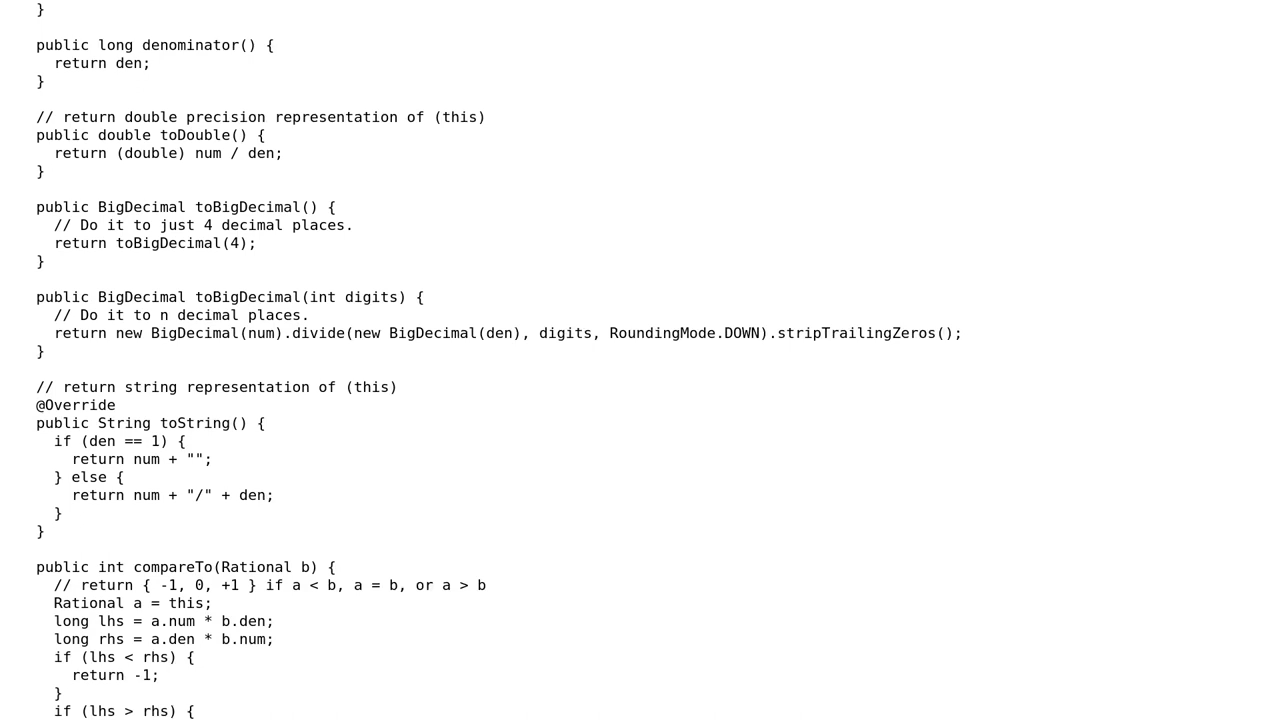 }

public long denominator() {
  return den;
}

// return double precision representation of (this)
public double toDouble() {
  return (double) num / den;
}

public BigDecimal toBigDecimal() {
  // Do it to just 4 decimal places.
  return toBigDecimal(4);
}

public BigDecimal toBigDecimal(int digits) {
  // Do it to n decimal places.
  return new BigDecimal(num).divide(new BigDecimal(den), digits, RoundingMode.DOWN).stripTrailingZeros();
}

// return string representation of (this)
@Override
public String toString() {
  if (den == 1) {
    return num + "";
  } else {
    return num + "/" + den;
  }
}

public int compareTo(Rational b) {
  // return { -1, 0, +1 } if a < b, a = b, or a > b
  Rational a = this;
  long lhs = a.num * b.den;
  long rhs = a.den * b.num;
  if (lhs < rhs) {
    return -1;
  }
  if (lhs > rhs) {